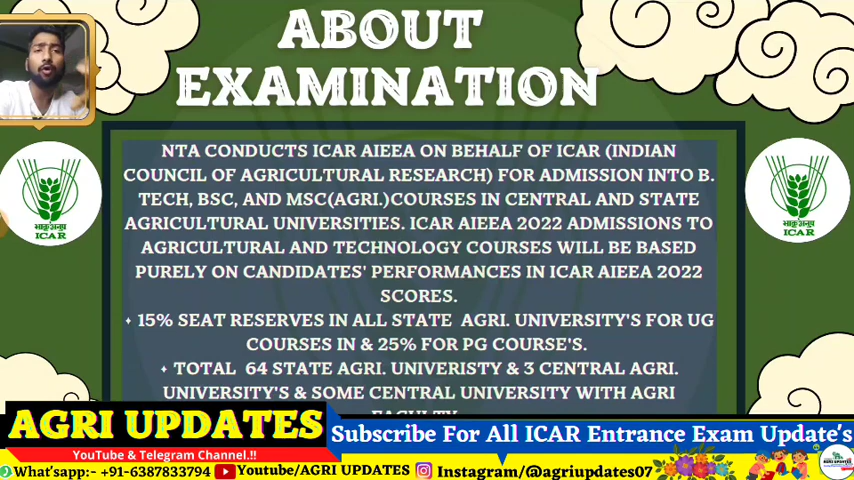 ABOUT
EXAMINATION
NTA CONDUCTS ICAR AIEEA ON BEHALF OF ICAR (INDIAN
COUNCIL OF AGRICULTURAL RESEARCH) FOR ADMISSION INTO B.
TECH, BSC, AND MSC(AGRI.)COURSES IN CENTRAL AND STATE
AGRICULTURAL UNIVERSITIES. ICAR AIEEA 2022 ADMISSIONS TO
AGRICULTURAL AND TECHNOLOGY COURSES WILL BE BASED
PURELY ON CANDIDATES' PERFORMANCES IN ICAR AIEEA 2022
SCORES.
+ 15% SEAT RESERVES IN ALL STATE AGRI. UNIVERSITY'S FOR UG
COURSES IN & 25% FOR PG COURSE'S.
+ TOTAL 64 STATE AGRI. UNIVERISTY & 3 CENTRAL AGRI.
UNIVERSITY'S & SOME CENTRAL UNIVERSITY WITH AGRI
FACULTY
भाकृअनुप
ICAR
भाकृअनुप
ICAR
AGRI UPDATES
YouTube & Telegram Channel.!!
Subscribe For All ICAR Entrance Exam Update's
What'sapp:- +91-6387833794
Youtube/AGRI UPDATES
Instagram/@agriupdates07